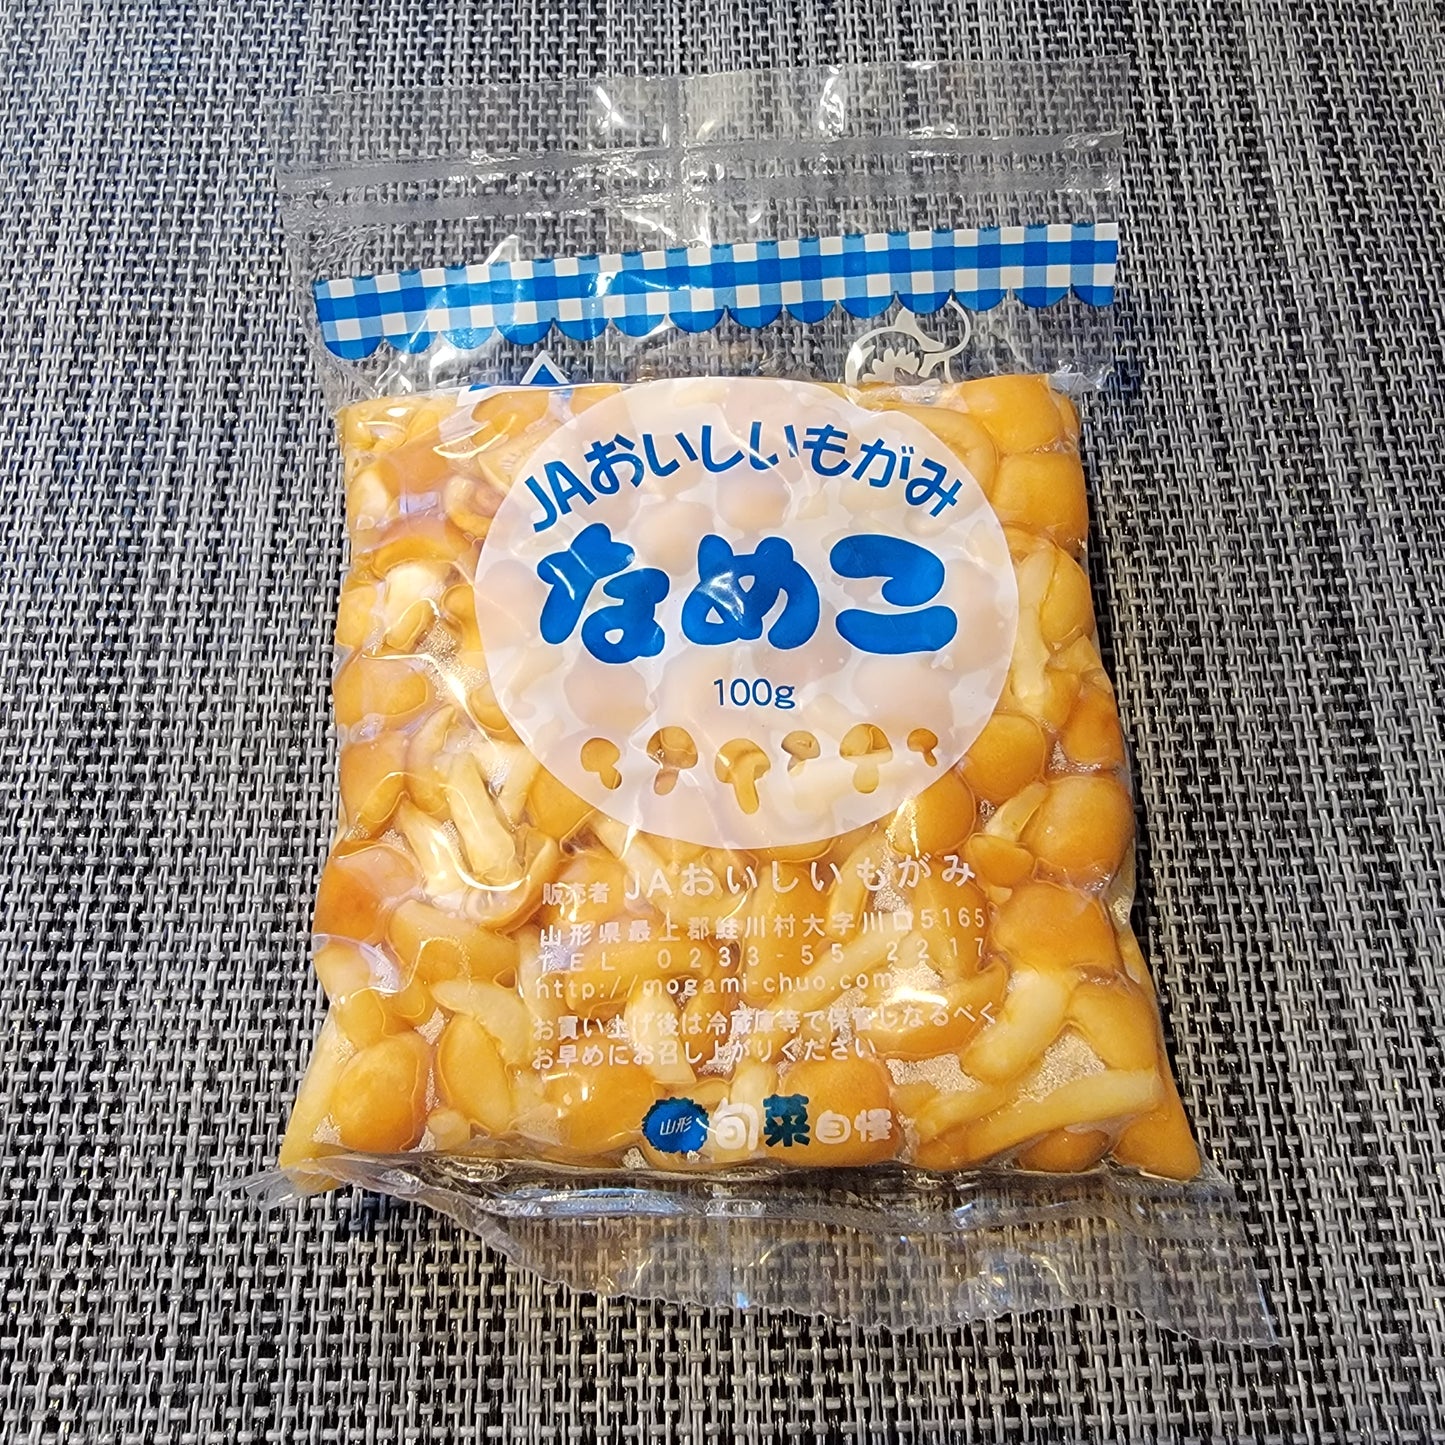 JAおいしいもがみ
なめこ
100g
販売者 JAおいしいもがみ
山形県最上郡鮭川村大字川口5165
TEL 0233-55-2217
http://mogami-chuo.com
お買い上げ後は冷蔵庫等で保管しなるべく
お早めにお召し上がりください
山形 旬菜自慢